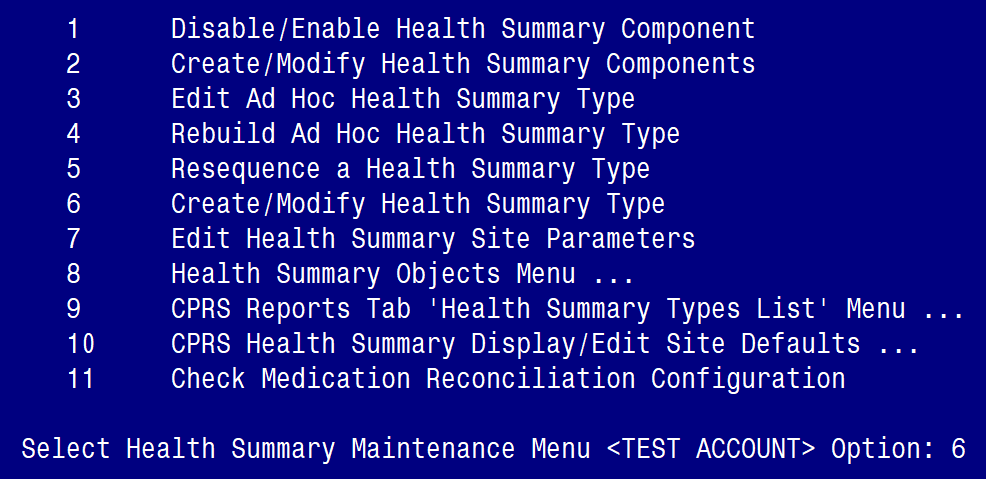 1 Disable/Enable Health Summary Component
2 Create/Modify Health Summary Components
3 Edit Ad Hoc Health Summary Type
4 Rebuild Ad Hoc Health Summary Type
5 Resequence a Health Summary Type
6 Create/Modify Health Summary Type
7 Edit Health Summary Site Parameters
8 Health Summary Objects Menu ...
9 CPRS Reports Tab 'Health Summary Types List' Menu ...
10 CPRS Health Summary Display/Edit Site Defaults ...
11 Check Medication Reconciliation Configuration
Select Health Summary Maintenance Menu <TEST ACCOUNT> Option: 6